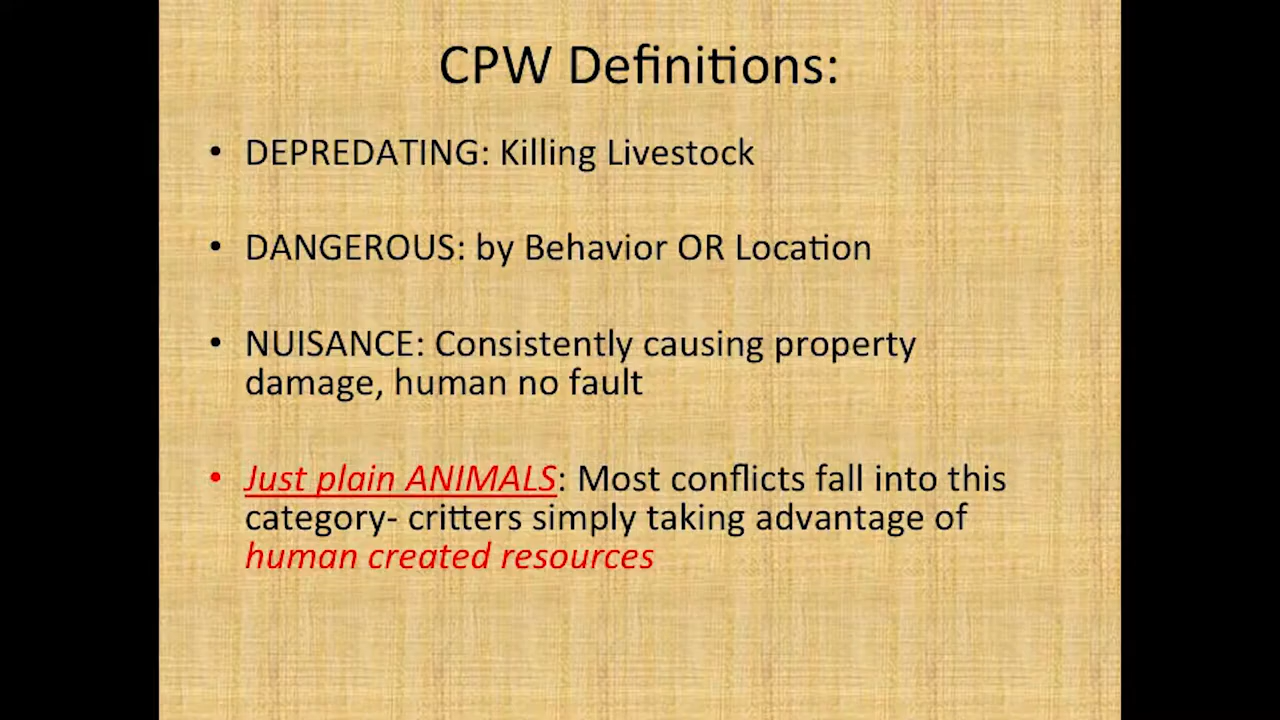 CPW Definitions:
• DEPREDATING: Killing Livestock
• DANGEROUS: by Behavior OR Location
• NUISANCE: Consistently causing property
damage, human no fault
• Just plain ANIMALS: Most conflicts fall into this
category- critters simply taking advantage of
human created resources